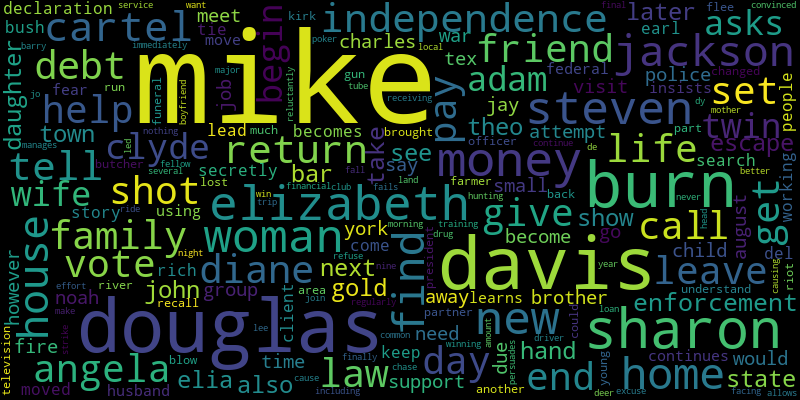 declaration service want war later earl convinced final flee
bush cartel begin independence asks
kirk tie meet move charles tex friend jackson
debt mike adam federal police visit set
daughter run fear job gun reluctantly jay insists
barry immediately poker local
boyfriend funeral major tube receiving
help town clyde lead much becomes pay theo attempt steven twin people
jo nothing led brought officer de changed dy mother part
tell return take see say money life escape
manages butcher fellow several secretly bar lost fall fails land farmer small search back never better
wife shot elizabeth burn
story using win trip financial club hunting working
ride york give show call get
family woman find become go august child del
house vote diane next come morning training drug president
however river rich night john recall group area gold refuse nine regularly davis year head leave riot causing understand
noah client away learns brother enforcement
television make effort join need partner amount could loan
fire douglas lee common new sharon
strike blow time keep support due driver hand continues would
angela elia also cause finally chase day winning persuades end young home state
moved husband including law another deer excuse facing allows
continue